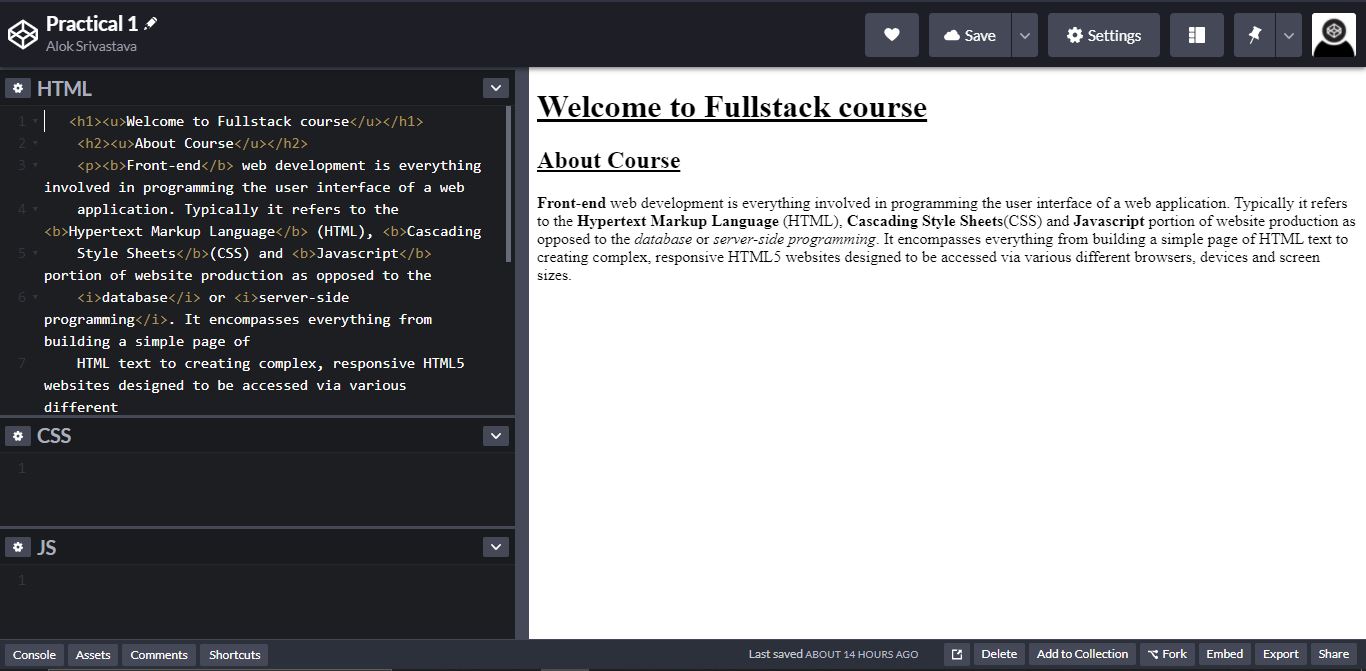 Practical 1
Alok Srivastava
Save
Settings
HTML
1 <h1><u>Welcome to Fullstack course</u></h1>
2 <h2><u>About Course</u></h2>
3 <p><b>Front-end</b> web development is everything
involved in programming the user interface of a web
4 application. Typically it refers to the
<b>Hypertext Markup Language</b> (HTML), <b>Cascading
5 Style Sheets</b>(CSS) and <b>Javascript</b>
portion of website production as opposed to the
6 <i>database</i> or <i>server-side
programming</i>. It encompasses everything from
building a simple page of
7 HTML text to creating complex, responsive HTML5
websites designed to be accessed via various
different
CSS
1
JS
1
Welcome to Fullstack course
About Course
Front-end web development is everything involved in programming the user interface of a web application. Typically it refers
to the Hypertext Markup Language (HTML), Cascading Style Sheets(CSS) and Javascript portion of website production as
opposed to the database or server-side programming. It encompasses everything from building a simple page of HTML text to
creating complex, responsive HTML5 websites designed to be accessed via various different browsers, devices and screen
sizes.
Console Assets Comments Shortcuts Last saved ABOUT 14 HOURS AGO Delete Add to Collection Fork Embed Export Share